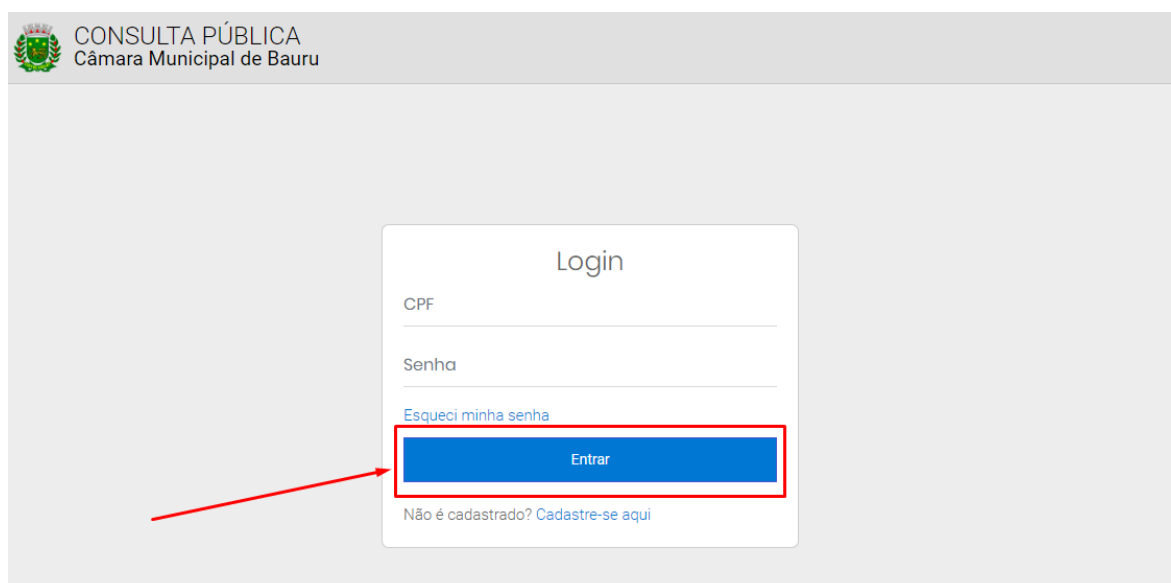 CONSULTA PÚBLICA
Câmara Municipal de Bauru
Login
CPF
Senha
Esqueci minha senha
Entrar
Não é cadastrado? Cadastre-se aqui